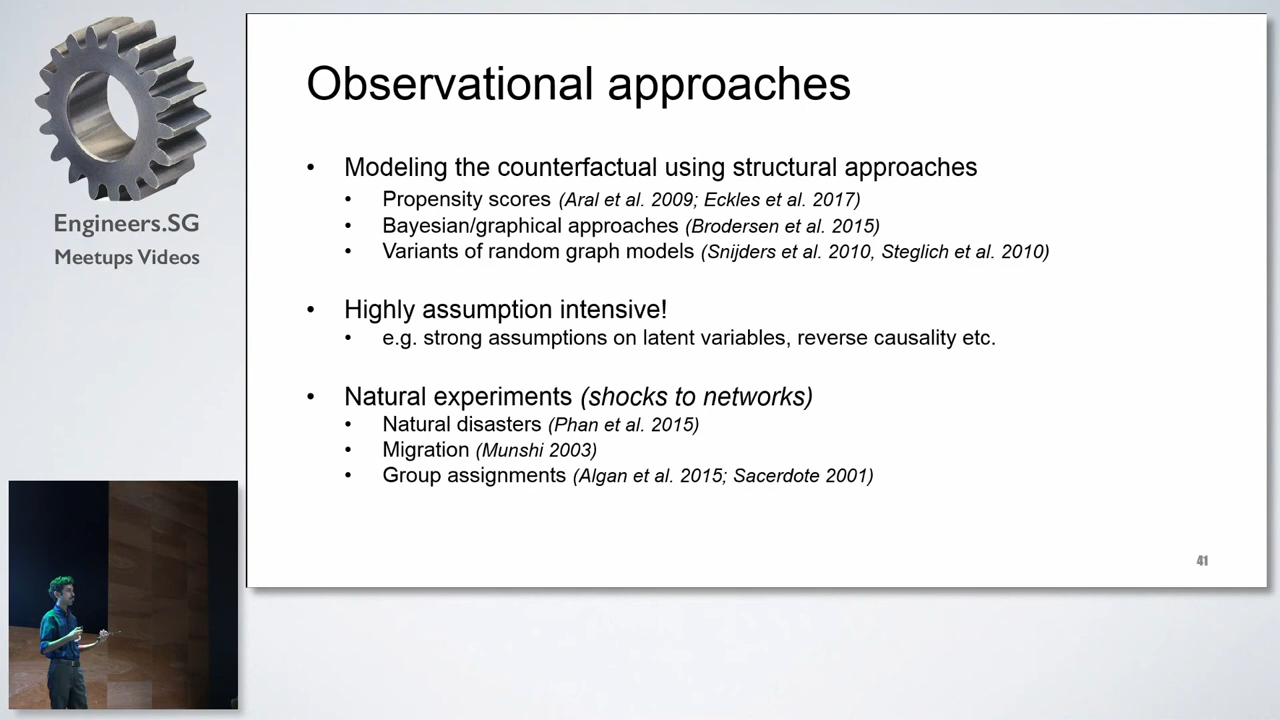 Engineers.SG
Meetups Videos
Observational approaches
• Modeling the counterfactual using structural approaches
• Propensity scores (Aral et al. 2009; Eckles et al. 2017)
• Bayesian/graphical approaches (Brodersen et al. 2015)
• Variants of random graph models (Snijders et al. 2010, Steglich et al. 2010)
• Highly assumption intensive!
• e.g. strong assumptions on latent variables, reverse causality etc.
• Natural experiments (shocks to networks)
• Natural disasters (Phan et al. 2015)
• Migration (Munshi 2003)
• Group assignments (Algan et al. 2015; Sacerdote 2001)
41